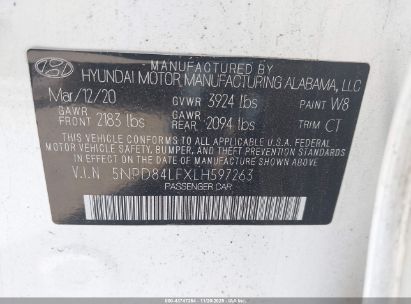 MANUFACTURED BY
HYUNDAI MOTOR MANUFACTURING ALABAMA, LLC
Mar/12/20 GVWR 3924 lbs PAINT W8
GAWR FRONT 2183 lbs GAWR REAR 2094 lbs TRIM CT
THIS VEHICLE CONFORMS TO ALL APPLICABLE U.S.A FEDERAL
MOTOR VEHICLE SAFETY, BUMPER, AND THEFT PREVENTION
STANDARDS IN EFFECT ON THE DATE OF MANUFACTURE SHOWN ABOVE.
V.I.N 5NPD84LFXLH597263
PASSENGER CAR